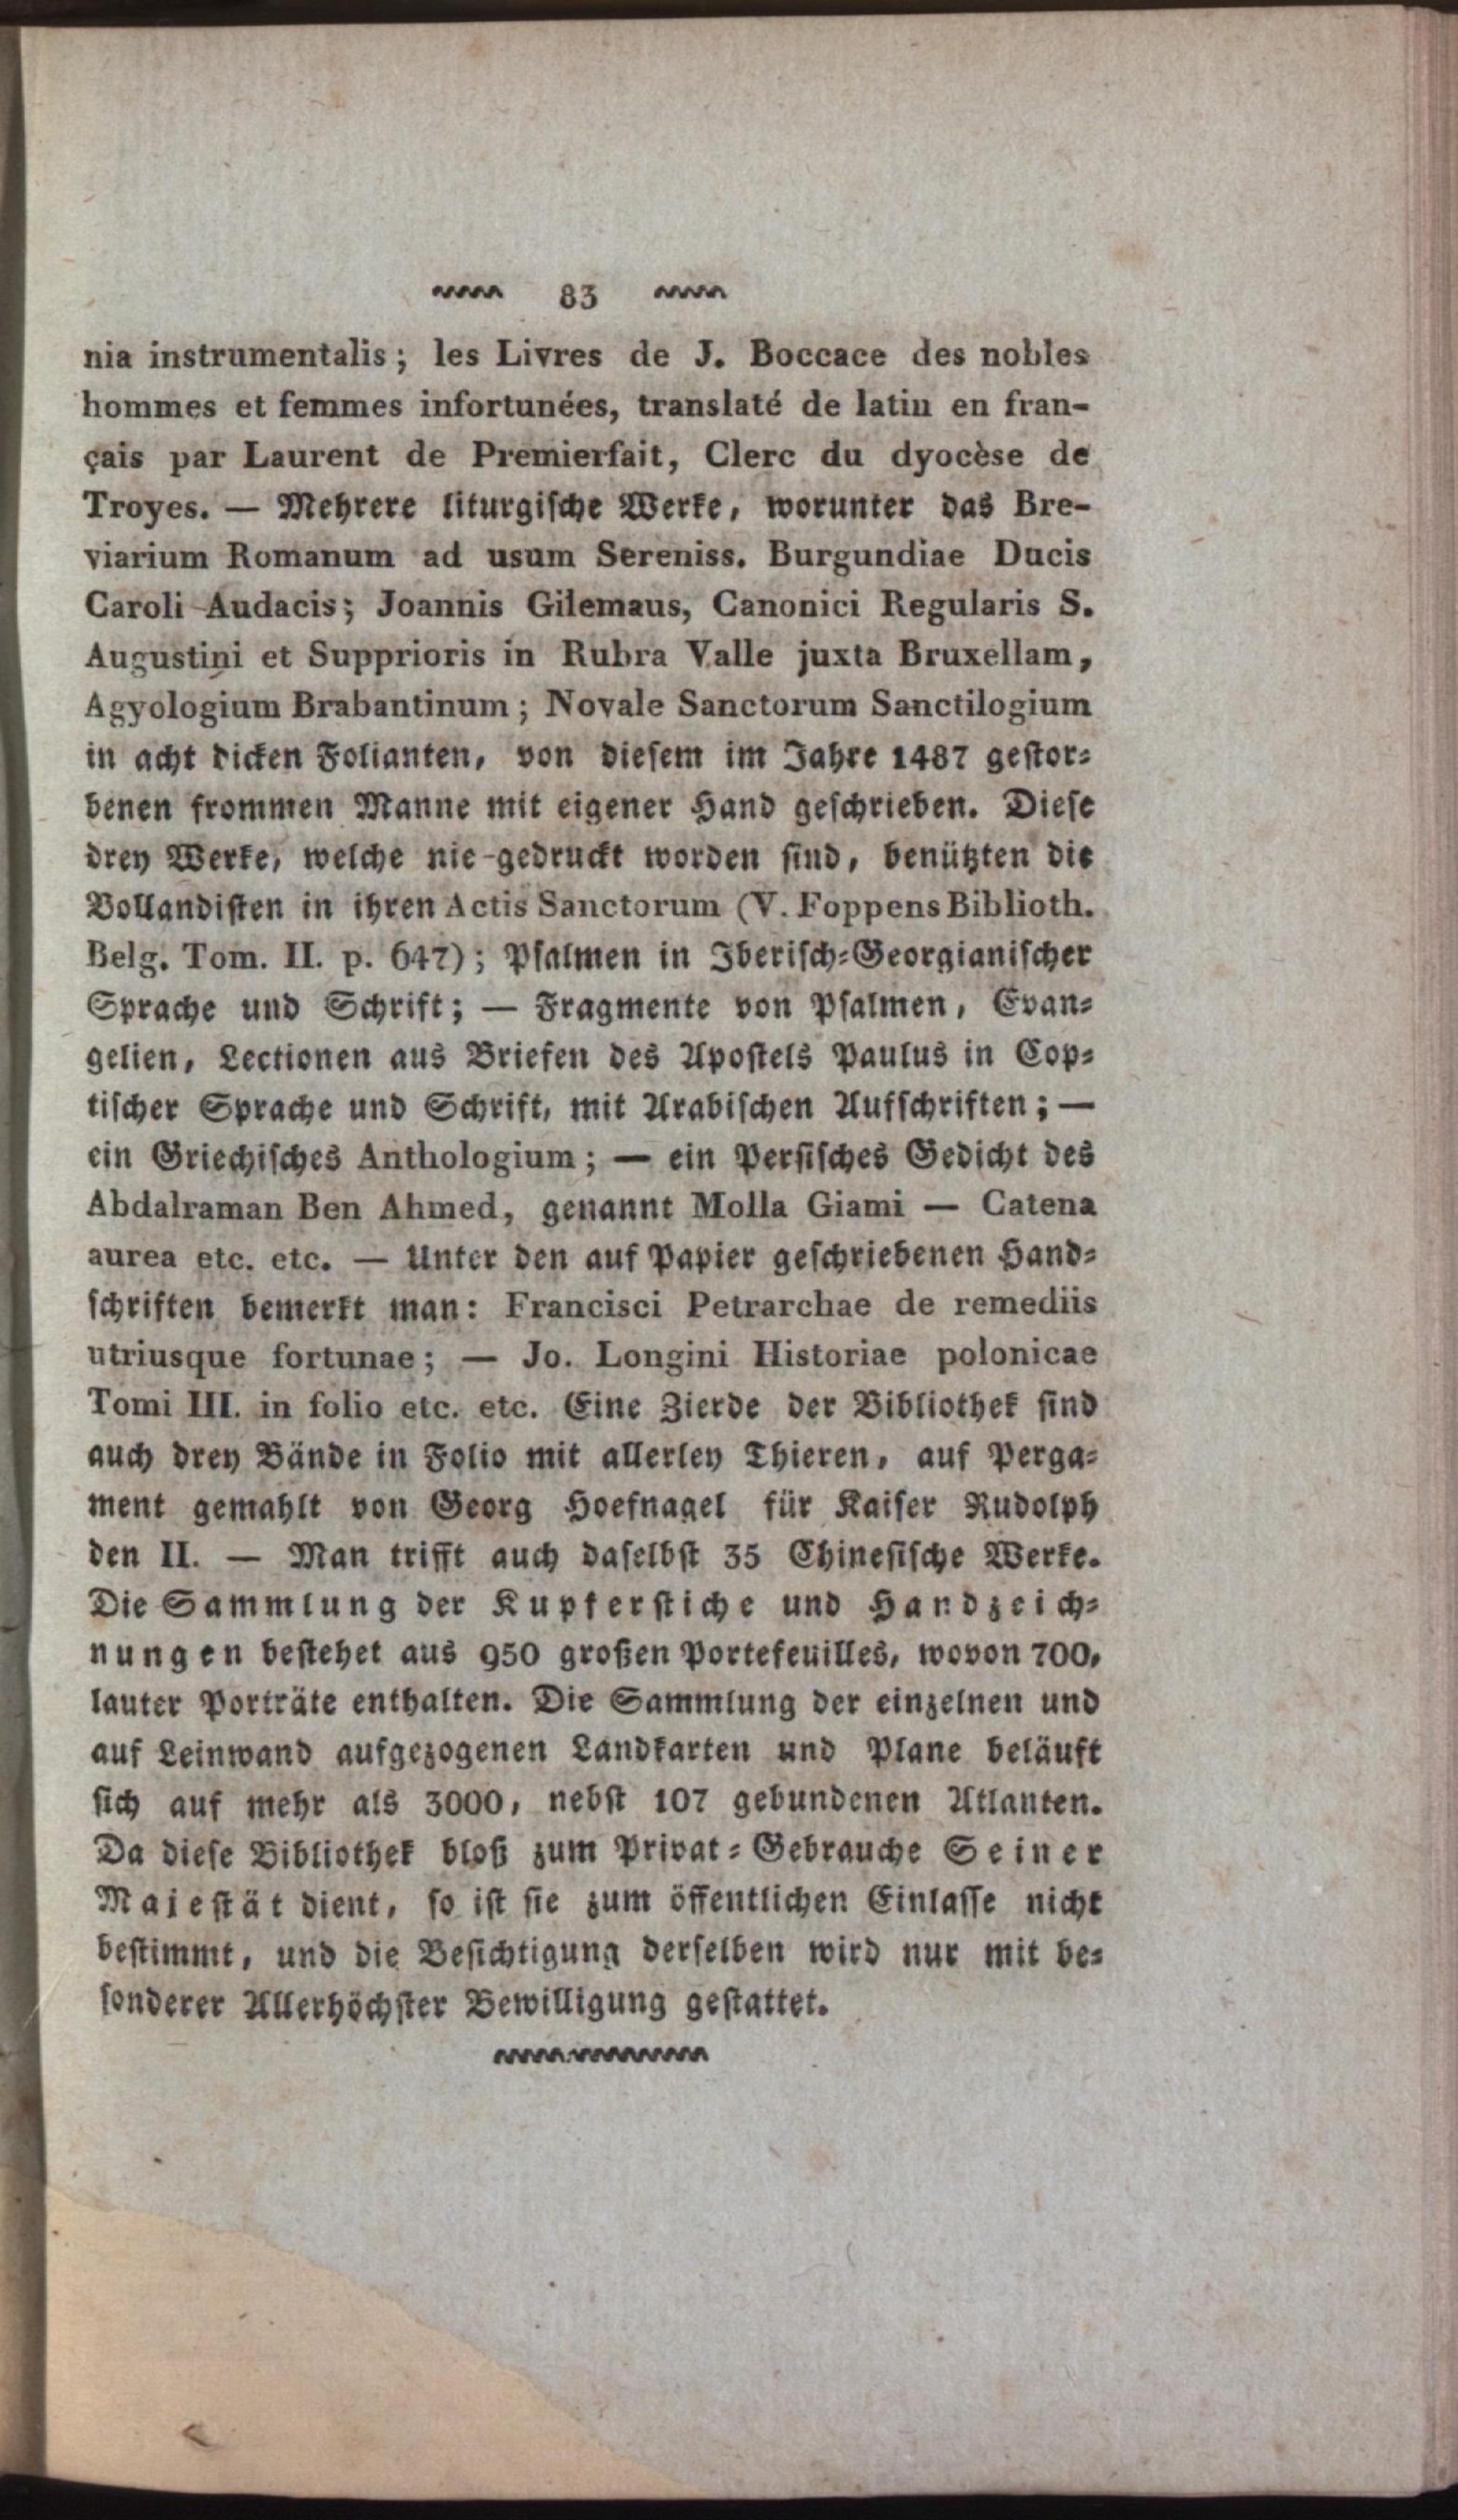 83
nia instrumentalis; les Livres de J. Boccace des nobles
hommes et femmes infortunées, translaté de latin en fran-
çais par Laurent de Premierfait, Clerc du dyocèse de
Troyes. — Mehrere liturgische Werke, worunter das Bre-
viarium Romanum ad usum Sereniss. Burgundiae Ducis
Caroli Audacis; Joannis Gilemaus, Canonici Regularis S.
Augustini et Supprioris in Rubra Valle juxta Bruxellam,
Agyologium Brabantinum; Novale Sanctorum Sanctilogium
in acht dicken Folianten, von diesem im Jahre 1487 gestor-
benen frommen Manne mit eigener Hand geschrieben. Diese
drey Werke, welche nie gedruckt worden sind, benützten die
Bollandisten in ihren Actis Sanctorum (V. Foppens Biblioth.
Belg. Tom. II. p. 647); Psalmen in Iberisch-Georgianischer
Sprache und Schrift; — Fragmente von Psalmen, Evan-
gelien, Lectionen aus Briefen des Apostels Paulus in Cop-
tischer Sprache und Schrift, mit Arabischen Aufschriften; —
ein Griechisches Anthologium; — ein Persisches Gedicht des
Abdalraman Ben Ahmed, genannt Molla Giami — Catena
aurea etc. etc. — Unter den auf Papier geschriebenen Hand-
schriften bemerkt man: Francisci Petrarchae de remediis
utriusque fortunae; — Jo. Longini Historiae polonicae
Tomi III. in folio etc. etc. Eine Zierde der Bibliothek sind
auch drey Bände in Folio mit allerley Thieren, auf Perga-
ment gemahlt von Georg Hoefnagel für Kaiser Rudolph
den II. — Man trifft auch daselbst 35 Chinesische Werke.
Die Sammlung der Kupferstiche und Handzeich-
nungen bestehet aus 950 großen Portefeuilles, wovon 700,
lauter Porträte enthalten. Die Sammlung der einzelnen und
auf Leinwand aufgezogenen Landkarten und Plane beläuft
sich auf mehr als 3000, nebst 107 gebundenen Atlanten.
Da diese Bibliothek bloß zum Privat-Gebrauche Seiner
Majestät dient, so ist sie zum öffentlichen Einlasse nicht
bestimmt, und die Besichtigung derselben wird nur mit be-
sonderer Allerhöchster Bewilligung gestattet.